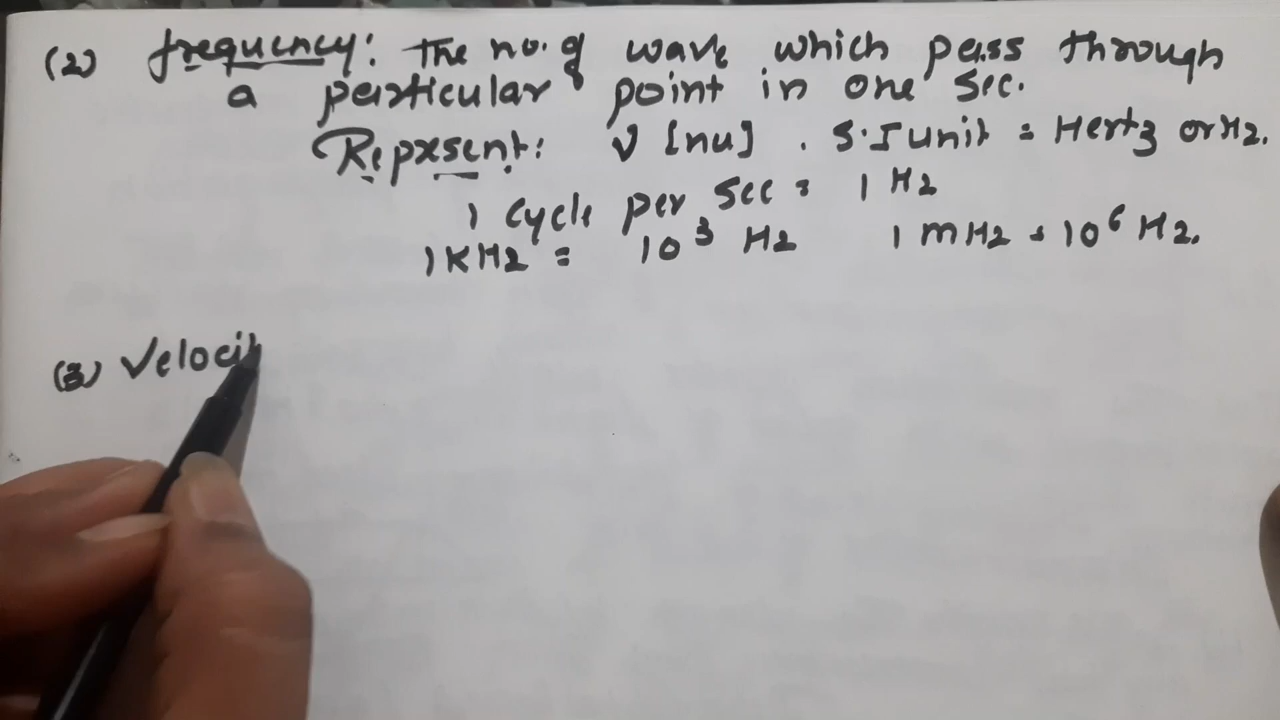 (2) frequency: The no. of wave which pass through
a particular point in one sec.
Represent: ν [nu] . S.I unit = Hertz or Hz.
1 cycle per sec = 1 Hz
1 KHz = 10³ Hz 1 mHz = 10⁶ Hz.
(3) Velocit